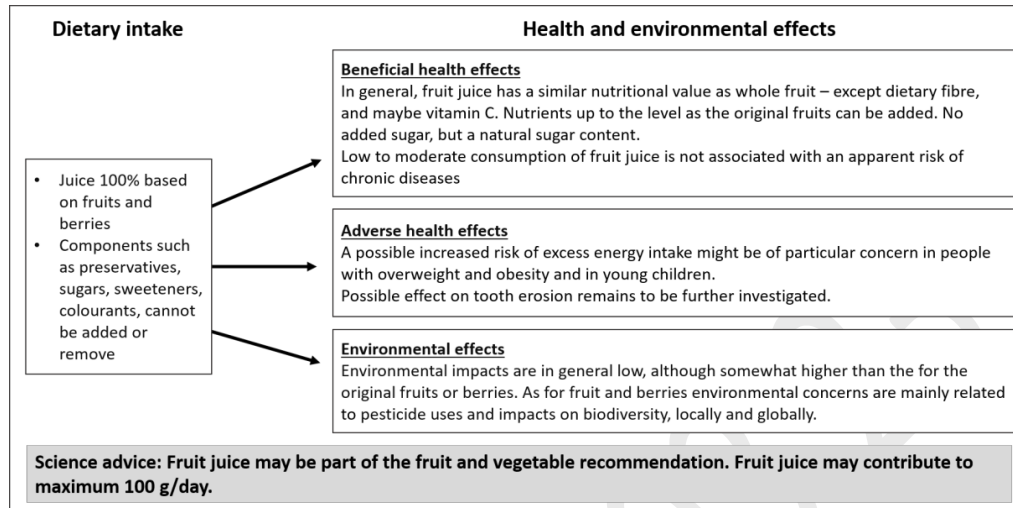 Dietary intake
Health and environmental effects
• Juice 100% based
on fruits and
berries
• Components such
as preservatives,
sugars, sweeteners,
colourants, cannot
be added or
remove
Beneficial health effects
In general, fruit juice has a similar nutritional value as whole fruit – except dietary fibre,
and maybe vitamin C. Nutrients up to the level as the original fruits can be added. No
added sugar, but a natural sugar content.
Low to moderate consumption of fruit juice is not associated with an apparent risk of
chronic diseases
Adverse health effects
A possible increased risk of excess energy intake might be of particular concern in people
with overweight and obesity and in young children.
Possible effect on tooth erosion remains to be further investigated.
Environmental effects
Environmental impacts are in general low, although somewhat higher than the for the
original fruits or berries. As for fruit and berries environmental concerns are mainly related
to pesticide uses and impacts on biodiversity, locally and globally.
Science advice: Fruit juice may be part of the fruit and vegetable recommendation. Fruit juice may contribute to
maximum 100 g/day.